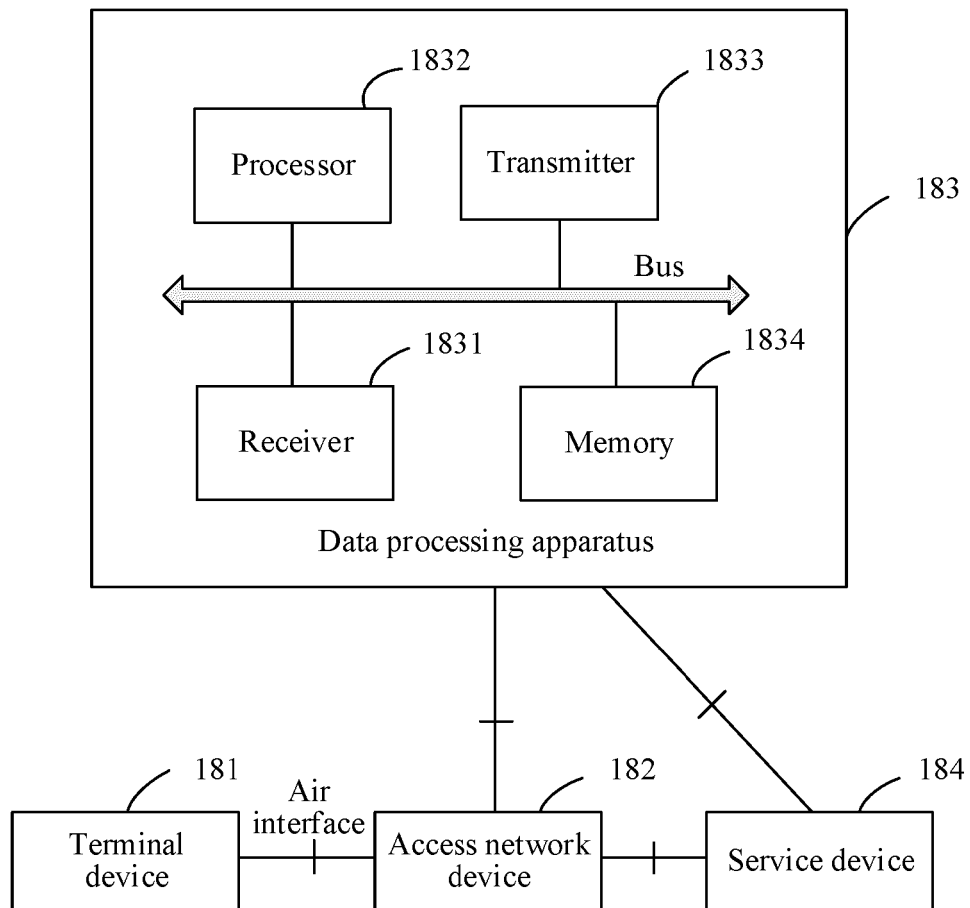 1832
1833
Processor
Transmitter
183
Bus
1831
1834
Receiver
Memory
Data processing apparatus
181
182
184
Air
interface
Terminal
device
Access network
device
Service device